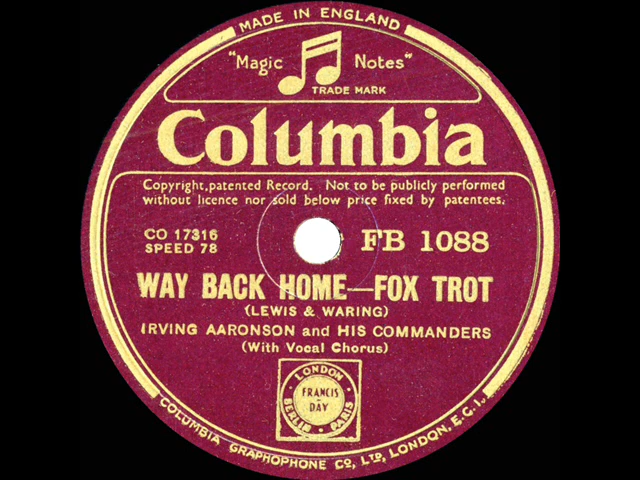 MADE IN ENGLAND
"Magic Notes"
TRADE MARK
Columbia
Copyright, patented Record. Not to be publicly performed
without licence nor sold below price fixed by patentees.
CO 17316
SPEED 78
FB 1088
WAY BACK HOME—FOX TROT
(LEWIS & WARING)
IRVING AARONSON and HIS COMMANDERS
(With Vocal Chorus)
LONDON
FRANCIS
DAY
BERLIN PARIS
COLUMBIA GRAPHOPHONE CO, LTD, LONDON, E.C.1.